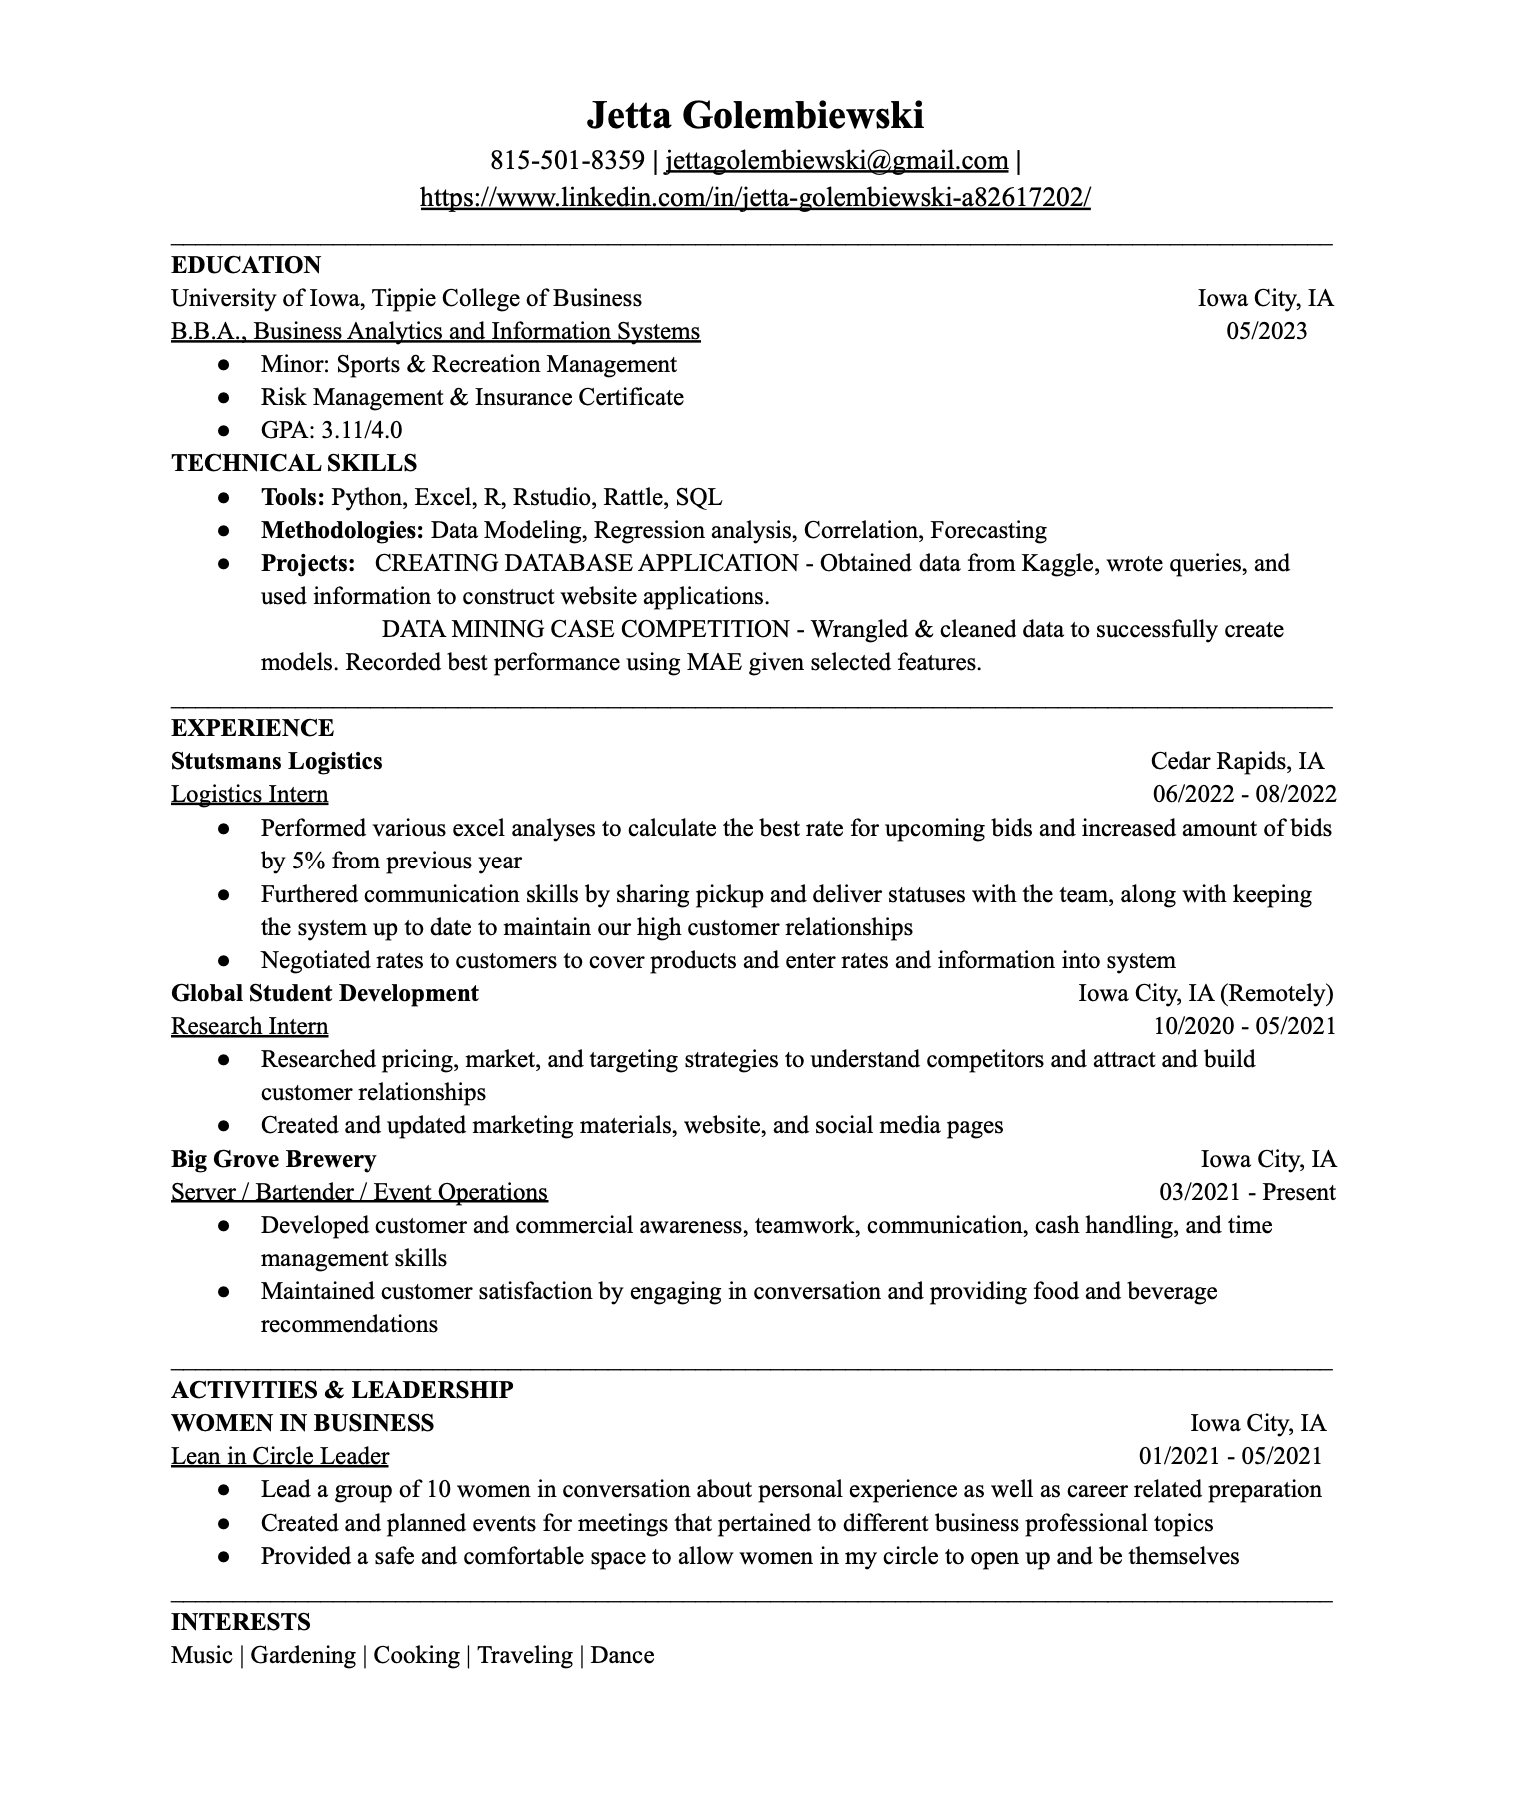 Jetta Golembiewski
815-501-8359 | jettagolembiewski@gmail.com |
https://www.linkedin.com/in/jetta-golembiewski-a82617202/
EDUCATION
University of Iowa, Tippie College of Business Iowa City, IA
B.B.A., Business Analytics and Information Systems 05/2023
● Minor: Sports & Recreation Management
● Risk Management & Insurance Certificate
● GPA: 3.11/4.0
TECHNICAL SKILLS
● Tools: Python, Excel, R, Rstudio, Rattle, SQL
● Methodologies: Data Modeling, Regression analysis, Correlation, Forecasting
● Projects: CREATING DATABASE APPLICATION - Obtained data from Kaggle, wrote queries, and
used information to construct website applications.
DATA MINING CASE COMPETITION - Wrangled & cleaned data to successfully create
models. Recorded best performance using MAE given selected features.
EXPERIENCE
Stutsmans Logistics Cedar Rapids, IA
Logistics Intern 06/2022 - 08/2022
● Performed various excel analyses to calculate the best rate for upcoming bids and increased amount of bids
by 5% from previous year
● Furthered communication skills by sharing pickup and deliver statuses with the team, along with keeping
the system up to date to maintain our high customer relationships
● Negotiated rates to customers to cover products and enter rates and information into system
Global Student Development Iowa City, IA (Remotely)
Research Intern 10/2020 - 05/2021
● Researched pricing, market, and targeting strategies to understand competitors and attract and build
customer relationships
● Created and updated marketing materials, website, and social media pages
Big Grove Brewery Iowa City, IA
Server / Bartender / Event Operations 03/2021 - Present
● Developed customer and commercial awareness, teamwork, communication, cash handling, and time
management skills
● Maintained customer satisfaction by engaging in conversation and providing food and beverage
recommendations
ACTIVITIES & LEADERSHIP
WOMEN IN BUSINESS Iowa City, IA
Lean in Circle Leader 01/2021 - 05/2021
● Lead a group of 10 women in conversation about personal experience as well as career related preparation
● Created and planned events for meetings that pertained to different business professional topics
● Provided a safe and comfortable space to allow women in my circle to open up and be themselves
INTERESTS
Music | Gardening | Cooking | Traveling | Dance